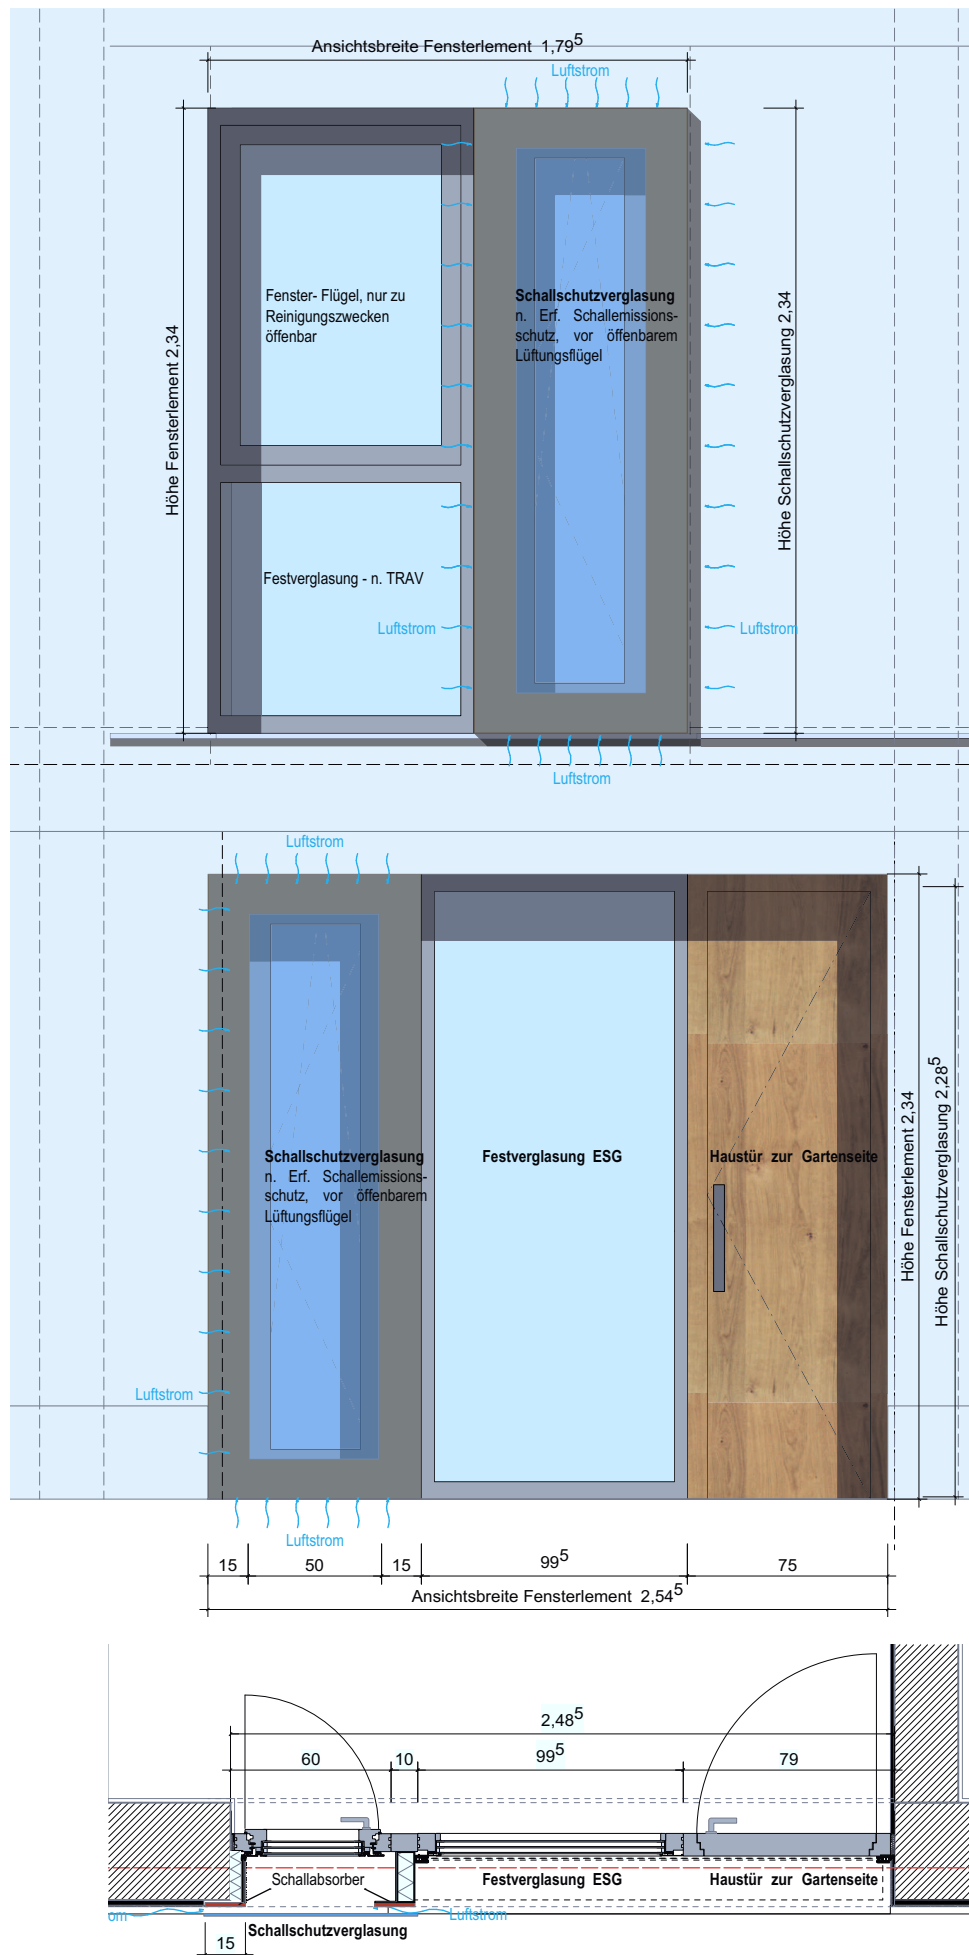 Ansichtsbreite Fensterlement 1,79⁵
Luftstrom
Höhe Fensterlement 2,34
Fenster- Flügel, nur zu
Reinigungszwecken
öffenbar
Schallschutzverglasung
n. Erf. Schallemissions-
schutz, vor öffenbarem
Lüftungsflügel
Höhe Schallschutzverglasung 2,34
Festverglasung - n. TRAV
Luftstrom
Luftstrom
Luftstrom
Luftstrom
Schallschutzverglasung
n. Erf. Schallemissions-
schutz, vor öffenbarem
Lüftungsflügel
Festverglasung ESG
Haustür zur Gartenseite
Höhe Fensterlement 2,34
Höhe Schallschutzverglasung 2,28⁵
Luftstrom
Luftstrom
15 50 15 99⁵ 75
Ansichtsbreite Fensterlement 2,54⁵
2,48⁵
60 10 99⁵ 79
Schallabsorber
Festverglasung ESG
Haustür zur Gartenseite
om
Luftstrom
Schallschutzverglasung
15